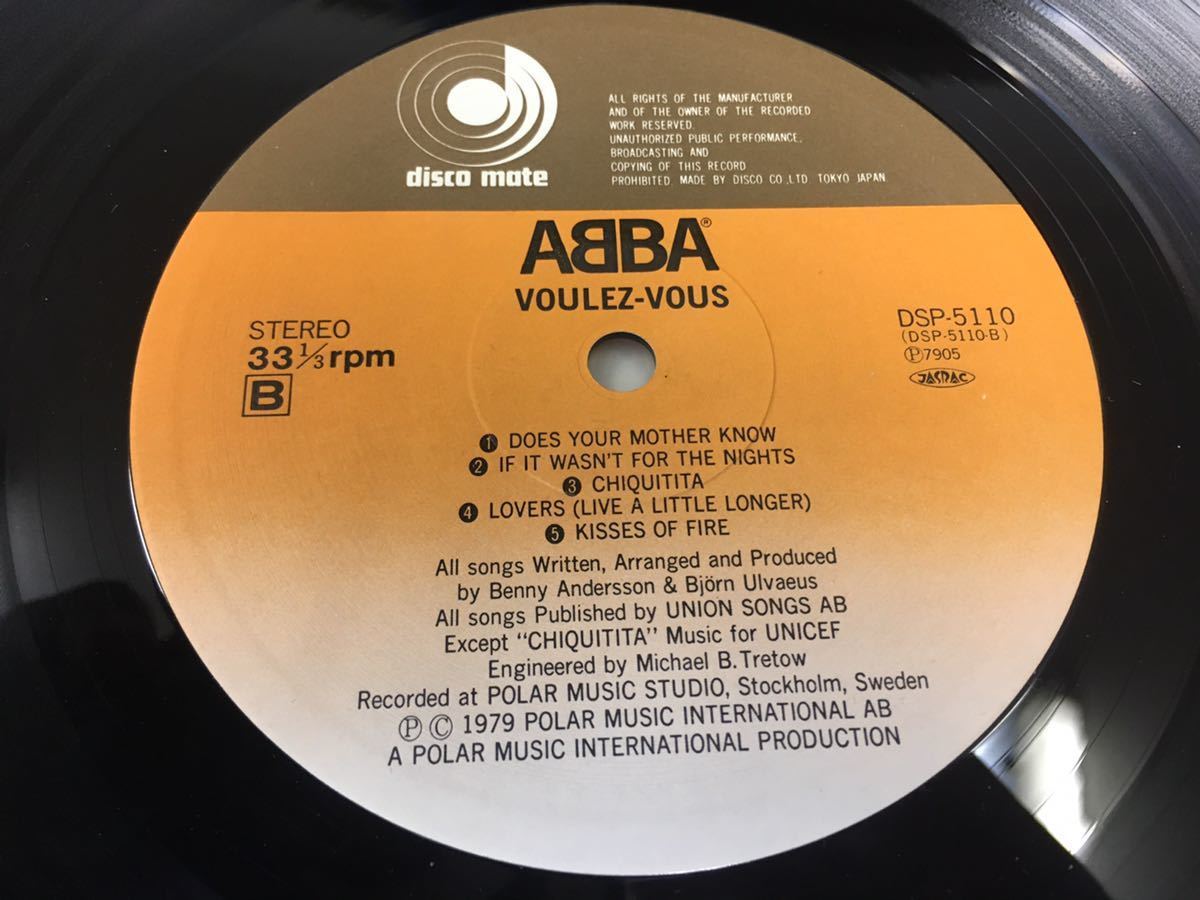 disco mate
ALL RIGHTS OF THE MANUFACTURER
AND OF THE OWNER OF THE RECORDED
WORK RESERVED.
UNAUTHORIZED PUBLIC PERFORMANCE,
BROADCASTING AND
COPYING OF THIS RECORD
PROHIBITED. MADE BY DISCO CO.,LTD. TOKYO JAPAN
ABBA®
VOULEZ-VOUS
STEREO
33 1/3 rpm
B
DSP-5110
(DSP-5110-B)
Ⓟ7905
JASRAC
❶ DOES YOUR MOTHER KNOW
❷ IF IT WASN'T FOR THE NIGHTS
❸ CHIQUITITA
❹ LOVERS (LIVE A LITTLE LONGER)
❺ KISSES OF FIRE
All songs Written, Arranged and Produced
by Benny Andersson & Björn Ulvaeus
All songs Published by UNION SONGS AB
Except "CHIQUITITA" Music for UNICEF
Engineered by Michael B. Tretow
Recorded at POLAR MUSIC STUDIO, Stockholm, Sweden
Ⓟ Ⓒ 1979 POLAR MUSIC INTERNATIONAL AB
A POLAR MUSIC INTERNATIONAL PRODUCTION